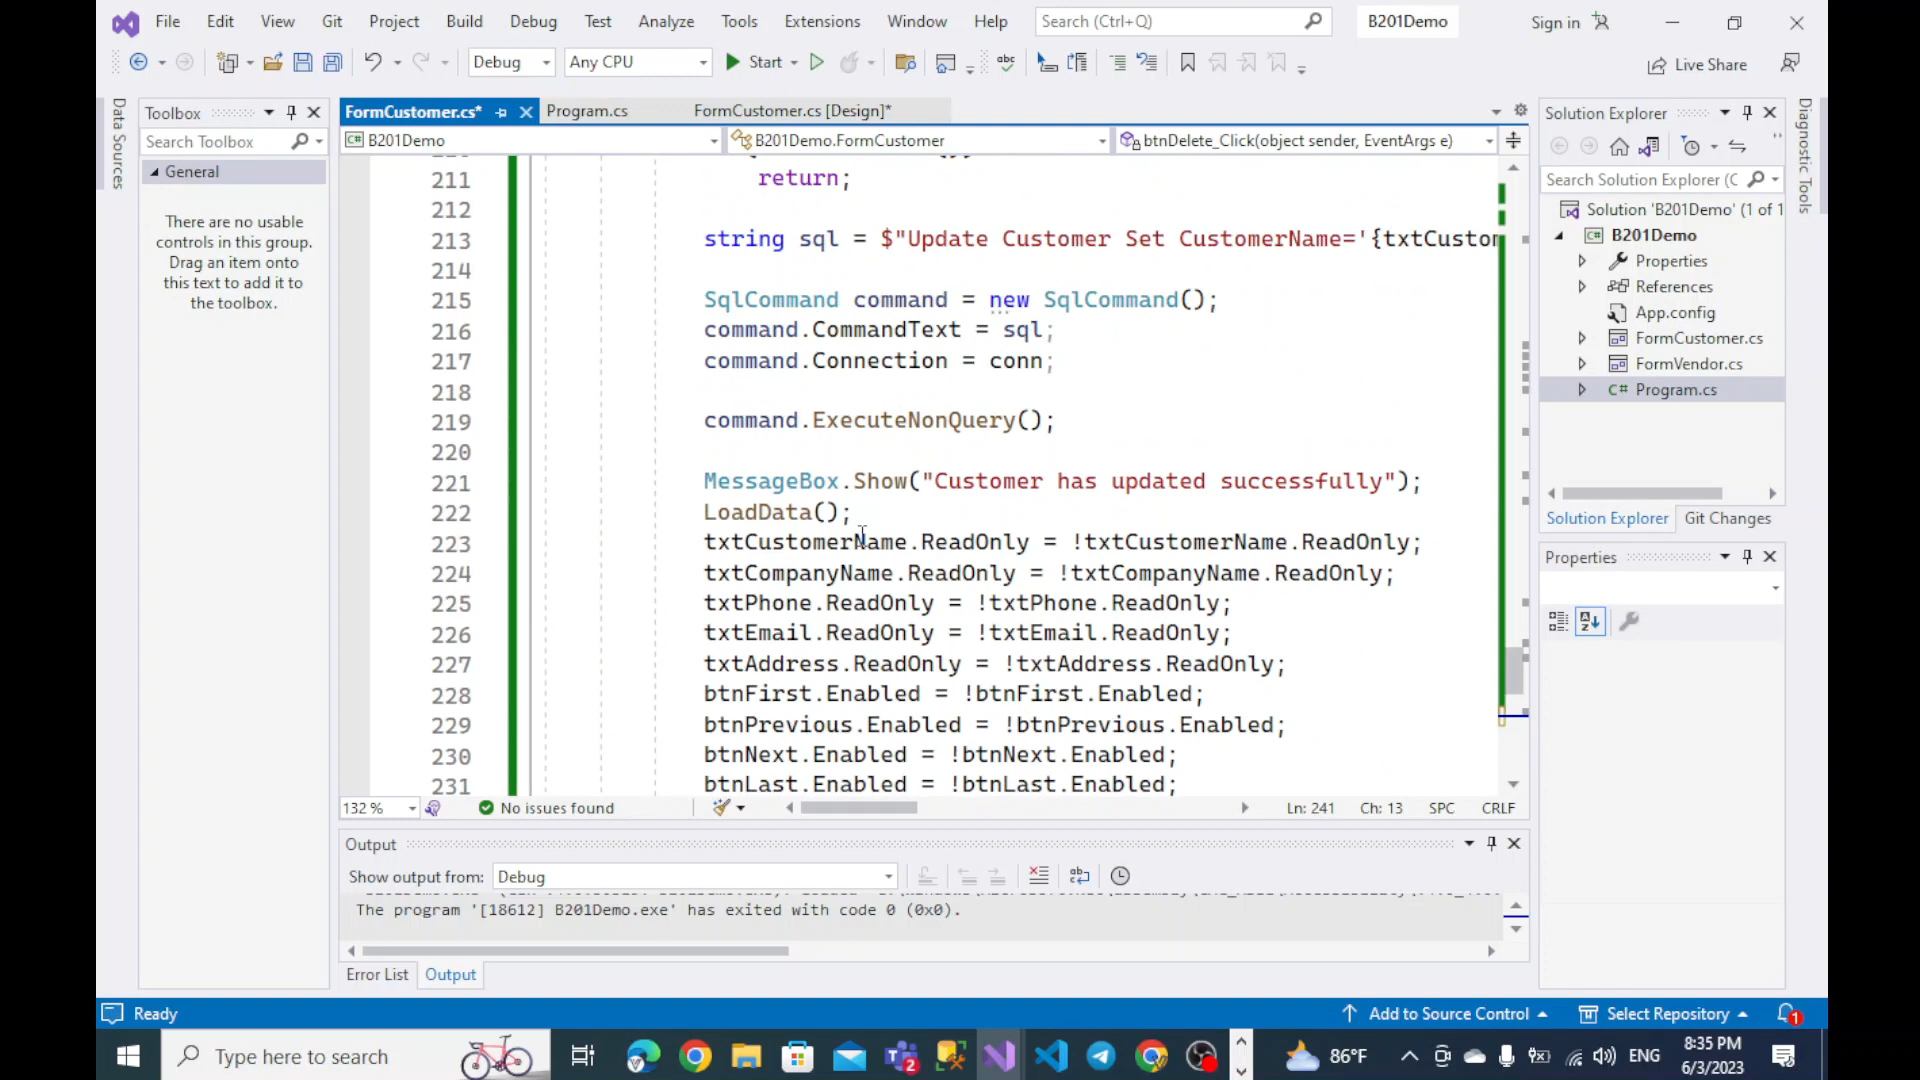 File Edit View Git Project Build Debug Test Analyze Tools Extensions Window Help Search (Ctrl+Q) B201Demo Sign in
Debug Any CPU Start Live Share
Data Sources
Toolbox
Search Toolbox
General
There are no usable
controls in this group.
Drag an item onto
this text to add it to
the toolbox.
FormCustomer.cs* Program.cs FormCustomer.cs [Design]*
C# B201Demo B201Demo.FormCustomer btnDelete_Click(object sender, EventArgs e)
211 return;
212
213 string sql = $"Update Customer Set CustomerName='{txtCustom
214
215 SqlCommand command = new SqlCommand();
216 command.CommandText = sql;
217 command.Connection = conn;
218
219 command.ExecuteNonQuery();
220
221 MessageBox.Show("Customer has updated successfully");
222 LoadData();
223 txtCustomerName.ReadOnly = !txtCustomerName.ReadOnly;
224 txtCompanyName.ReadOnly = !txtCompanyName.ReadOnly;
225 txtPhone.ReadOnly = !txtPhone.ReadOnly;
226 txtEmail.ReadOnly = !txtEmail.ReadOnly;
227 txtAddress.ReadOnly = !txtAddress.ReadOnly;
228 btnFirst.Enabled = !btnFirst.Enabled;
229 btnPrevious.Enabled = !btnPrevious.Enabled;
230 btnNext.Enabled = !btnNext.Enabled;
231 btnLast.Enabled = !btnLast.Enabled;
132 % No issues found Ln: 241 Ch: 13 SPC CRLF
Output
Show output from: Debug
The program '[18612] B201Demo.exe' has exited with code 0 (0x0).
Error List Output
Solution Explorer
Search Solution Explorer (C
Solution 'B201Demo' (1 of 1
C# B201Demo
Properties
References
App.config
FormCustomer.cs
FormVendor.cs
C# Program.cs
Solution Explorer Git Changes
Properties
Diagnostic Tools
Ready Add to Source Control Select Repository 1
Type here to search 2 86°F ENG 8:35 PM
6/3/2023